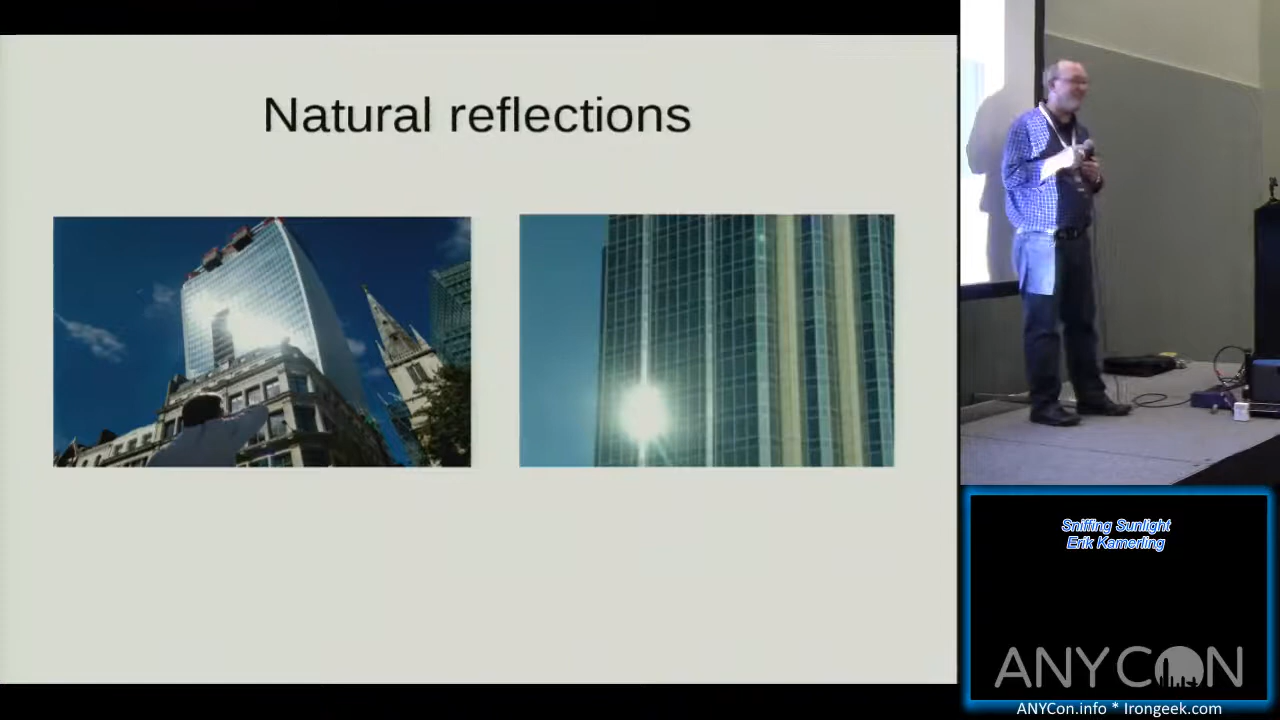 Natural reflections
Sniffing Sunlight
Erik Kamerling
ANYCON
ANYCon.info * Irongeek.com